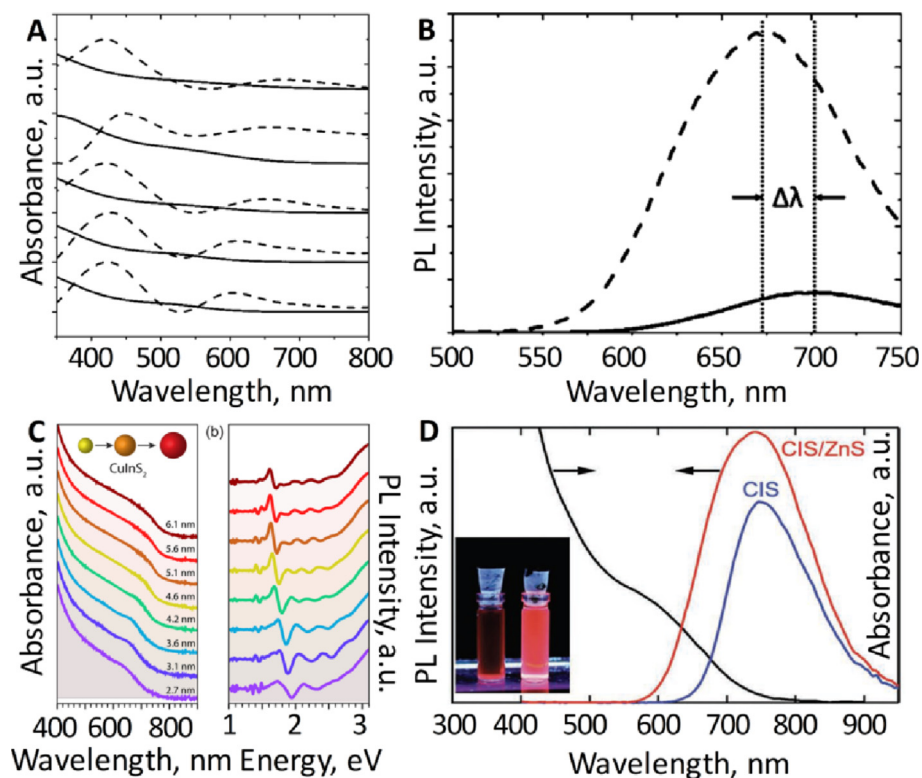 A
Absorbance, a.u.
400 500 600 700 800
Wavelength, nm
B
PL Intensity, a.u.
Δλ
500 550 600 650 700 750
Wavelength, nm
C
CuInS2
6.1 nm
5.6 nm
5.1 nm
4.6 nm
4.2 nm
3.6 nm
3.1 nm
2.7 nm
Absorbance, a.u.
400 600 800
Wavelength, nm
(b)
PL Intensity, a.u.
1 2 3
Energy, eV
D
CIS/ZnS
CIS
PL Intensity, a.u.
Absorbance, a.u.
300 400 500 600 700 800 900
Wavelength, nm